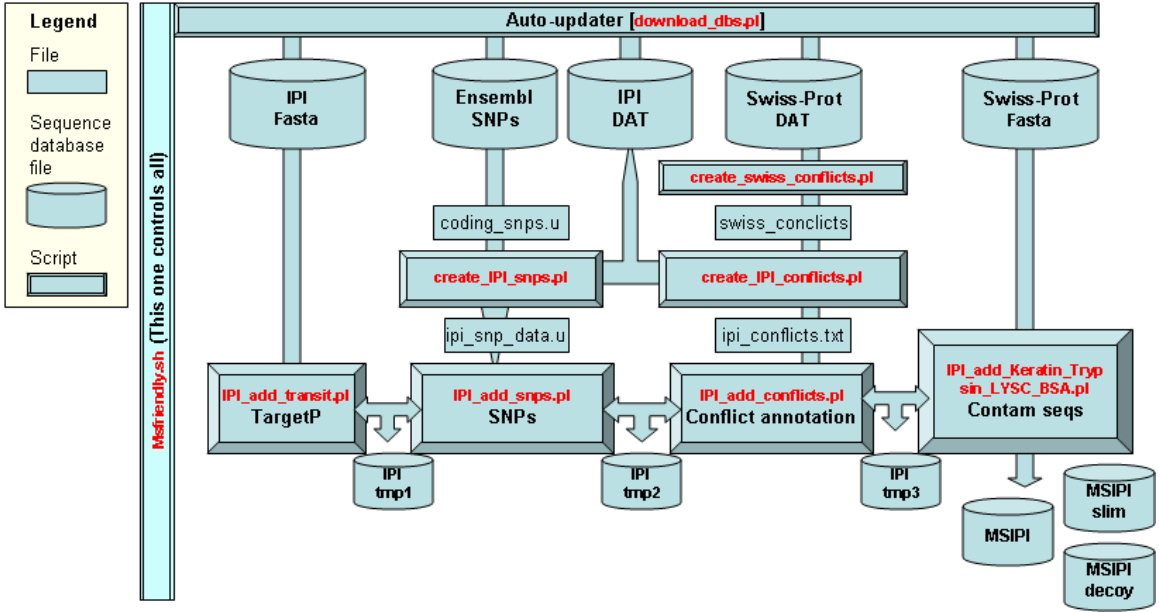 Legend
File
Sequence
database
file
Script
Msfriendly.sh (This one controls all)
Auto-updater [download_dbs.pl]
IPI
Fasta
Ensembl
SNPs
IPI
DAT
Swiss-Prot
DAT
Swiss-Prot
Fasta
create_swiss_conflicts.pl
coding_snps.u
swiss_conclicts
create_IPI_snps.pl
create_IPI_conflicts.pl
ipi_snp_data.u
ipi_conflicts.txt
IPI_add_transit.pl
TargetP
IPI_add_snps.pl
SNPs
IPI_add_conflicts.pl
Conflict annotation
IPI_add_Keratin_Tryp
sin_LYSC_BSA.pl
Contam seqs
IPI
tmp1
IPI
tmp2
IPI
tmp3
MSIPI
MSIPI
slim
MSIPI
decoy